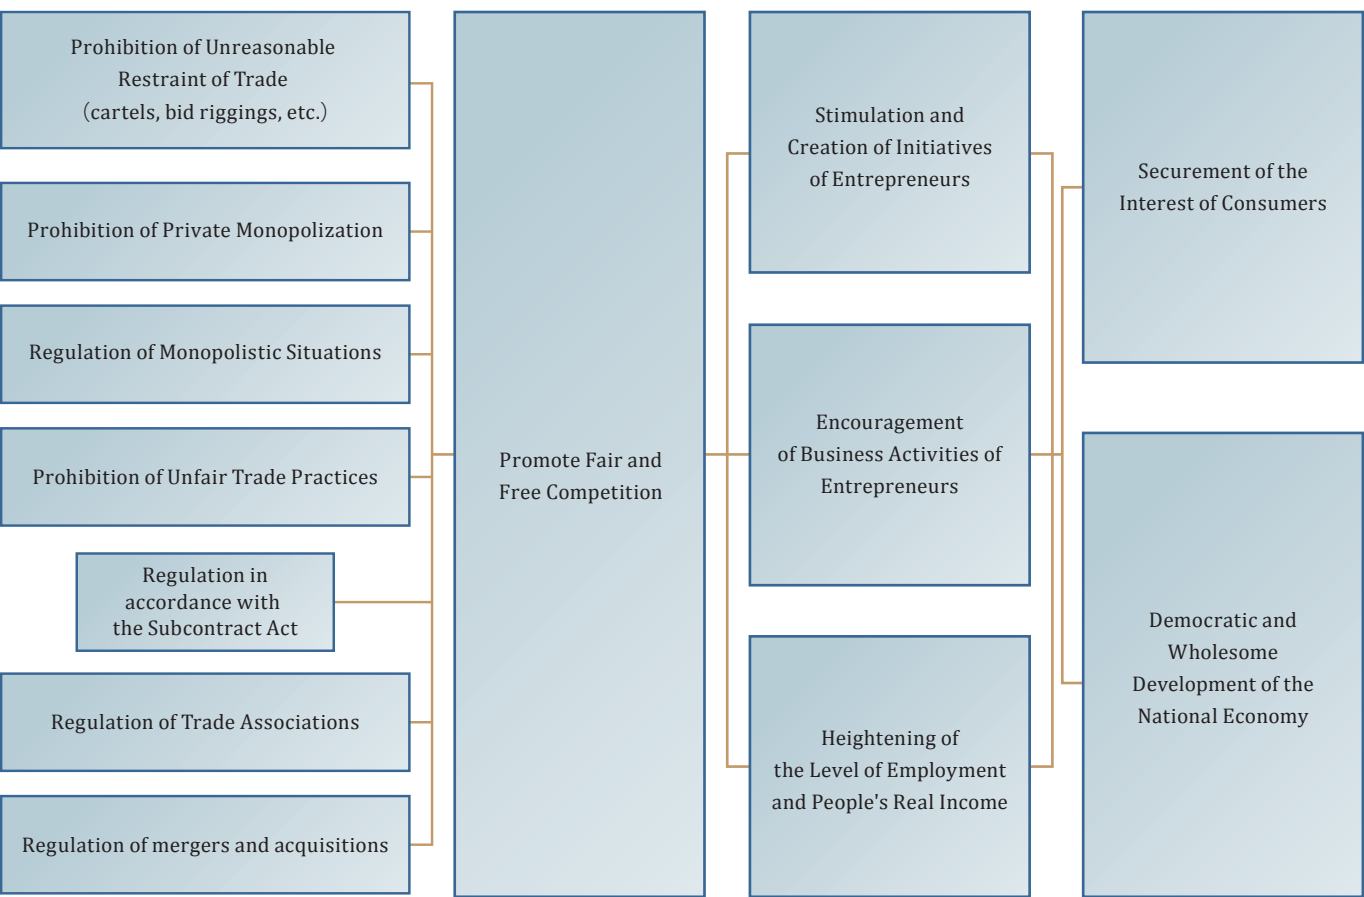 Prohibition of Unreasonable
Restraint of Trade
（cartels, bid riggings, etc.）
Prohibition of Private Monopolization
Regulation of Monopolistic Situations
Prohibition of Unfair Trade Practices
Regulation in
accordance with
the Subcontract Act
Regulation of Trade Associations
Regulation of mergers and acquisitions
Promote Fair and
Free Competition
Stimulation and
Creation of Initiatives
of Entrepreneurs
Encouragement
of Business Activities of
Entrepreneurs
Heightening of
the Level of Employment
and People's Real Income
Securement of the
Interest of Consumers
Democratic and
Wholesome
Development of the
National Economy